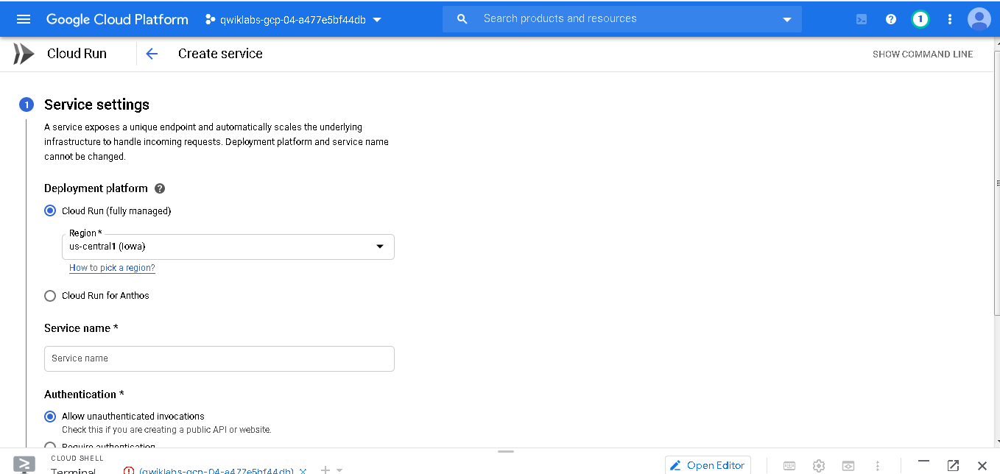 Google Cloud Platform
qwiklabs-gcp-04-a477e5bf44db
Search products and resources
1
Cloud Run
Create service
SHOW COMMAND LINE
1 Service settings
A service exposes a unique endpoint and automatically scales the underlying
infrastructure to handle incoming requests. Deployment platform and service name
cannot be changed.
Deployment platform
Cloud Run (fully managed)
Region *
us-central1 (Iowa)
How to pick a region?
Cloud Run for Anthos
Service name *
Service name
Authentication *
Allow unauthenticated invocations
Check this if you are creating a public API or website.
Require authentication
CLOUD SHELL
Terminal
(qwiklabs-gcp-04-a477e5bf44db)
Open Editor